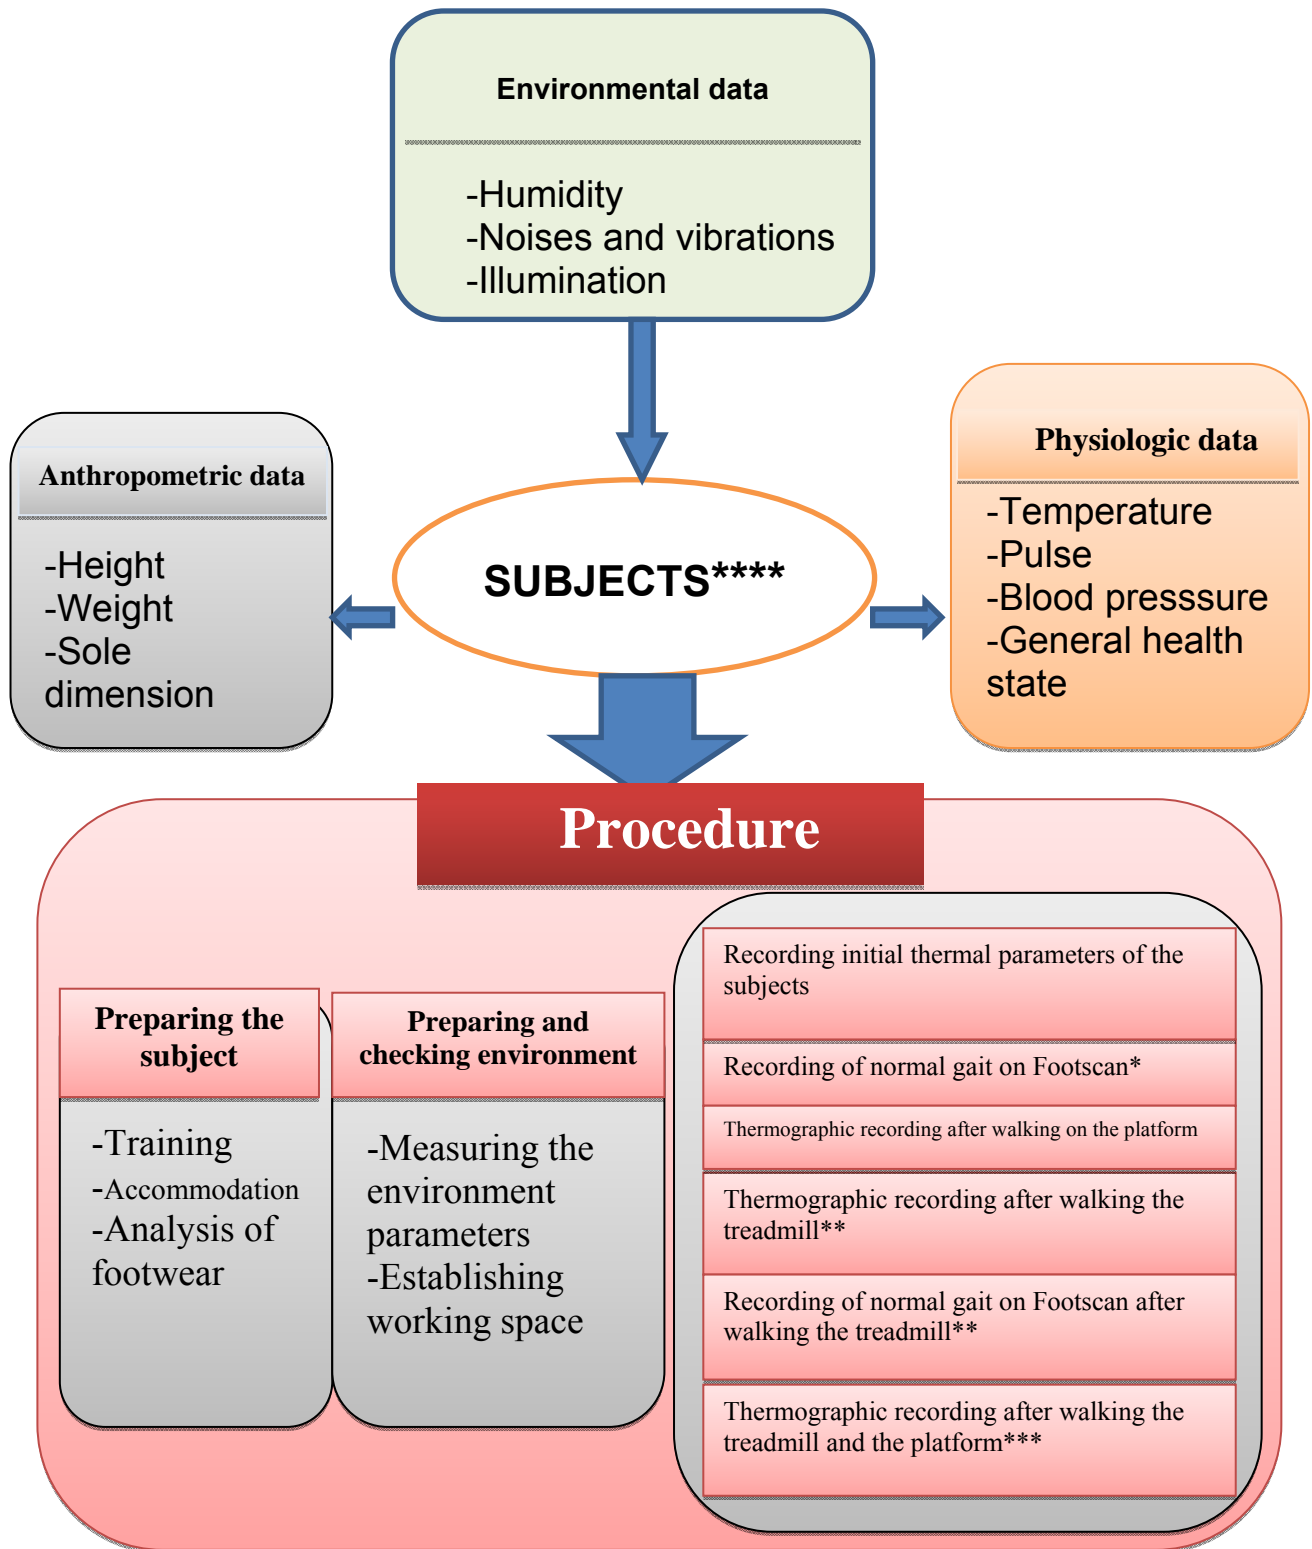 Environmental data
-Humidity
-Noises and vibrations
-Illumination
Anthropometric data
-Height
-Weight
-Sole
dimension
SUBJECTS****
Physiologic data
-Temperature
-Pulse
-Blood presssure
-General health
state
Procedure
Preparing the
subject
-Training
-Accommodation
-Analysis of
footwear
Preparing and
checking environment
-Measuring the
environment
parameters
-Establishing
working space
Recording initial thermal parameters of the
subjects
Recording of normal gait on Footscan*
Thermographic recording after walking on the platform
Thermographic recording after walking the
treadmill**
Recording of normal gait on Footscan after
walking the treadmill**
Thermographic recording after walking the
treadmill and the platform***